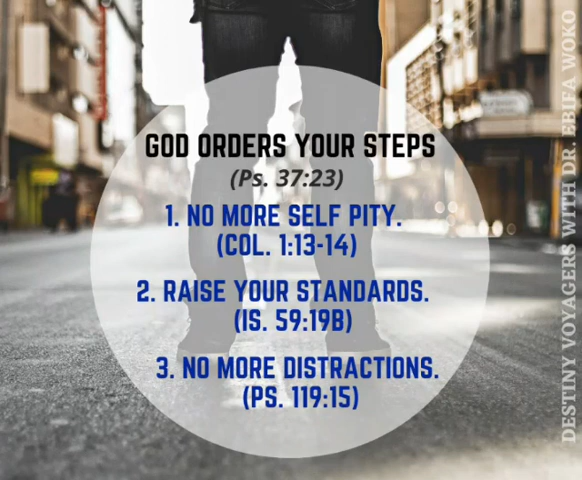 GOD ORDERS YOUR STEPS
(Ps. 37:23)
1. NO MORE SELF PITY.
(COL. 1:13-14)
2. RAISE YOUR STANDARDS.
(IS. 59:19B)
3. NO MORE DISTRACTIONS.
(PS. 119:15)
DESTINY VOYAGERS WITH DR. EBIFA WOKO